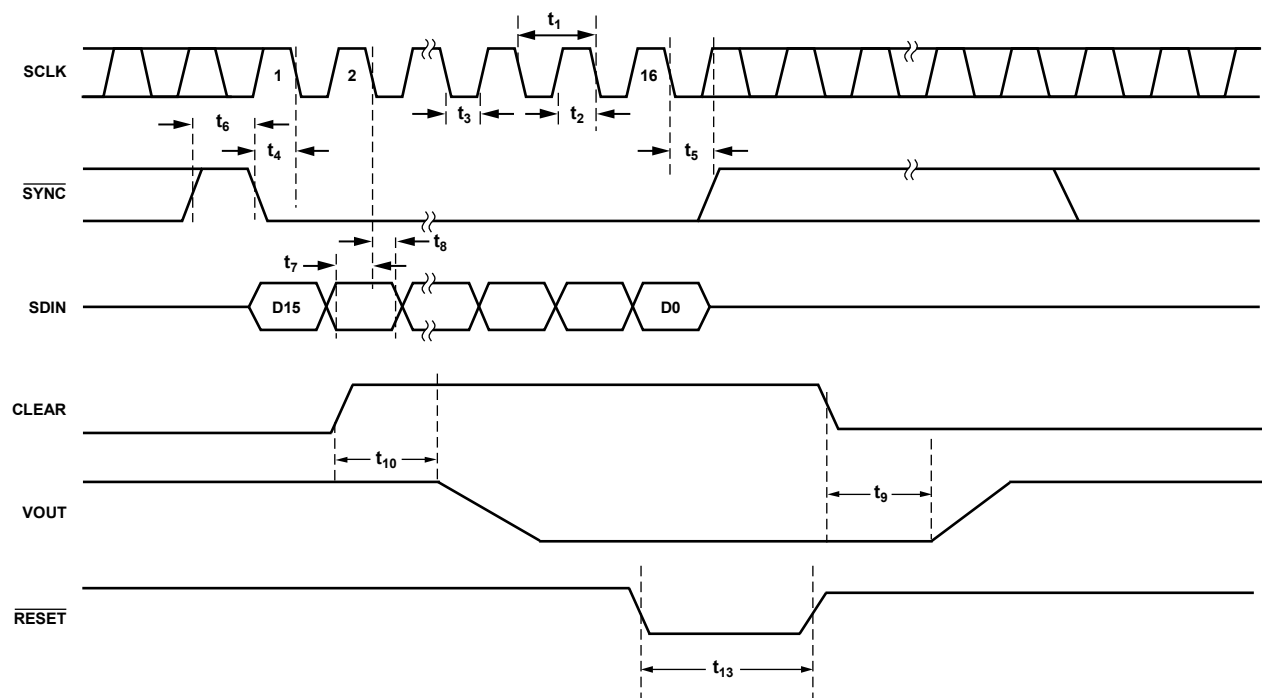 t1
SCLK
1
2
16
t3
t2
t6
t4
t5
SYNC
t8
t7
SDIN
D15
D0
CLEAR
t10
t9
VOUT
RESET
t13